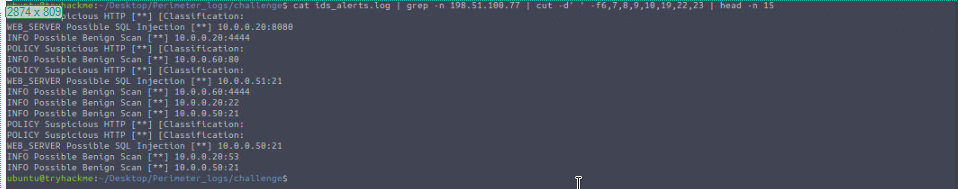 ubuntu@tryhackme:~/Desktop/Perimeter_logs/challenge$ cat ids_alerts.log | grep -n 198.51.100.77 | cut -d' ' -f6,7,8,9,10,19,22,23 | head -n 15
2874 x 809
Suspicious HTTP [**] [Classification:
WEB_SERVER Possible SQL Injection [**] 10.0.0.20:8080
INFO Possible Benign Scan [**] 10.0.0.20:4444
POLICY Suspicious HTTP [**] [Classification:
INFO Possible Benign Scan [**] 10.0.0.60:80
POLICY Suspicious HTTP [**] [Classification:
WEB_SERVER Possible SQL Injection [**] 10.0.0.51:21
INFO Possible Benign Scan [**] 10.0.0.60:4444
INFO Possible Benign Scan [**] 10.0.0.20:22
INFO Possible Benign Scan [**] 10.0.0.50:21
POLICY Suspicious HTTP [**] [Classification:
POLICY Suspicious HTTP [**] [Classification:
WEB_SERVER Possible SQL Injection [**] 10.0.0.50:21
INFO Possible Benign Scan [**] 10.0.0.20:53
INFO Possible Benign Scan [**] 10.0.0.50:21
ubuntu@tryhackme:~/Desktop/Perimeter_logs/challenge$